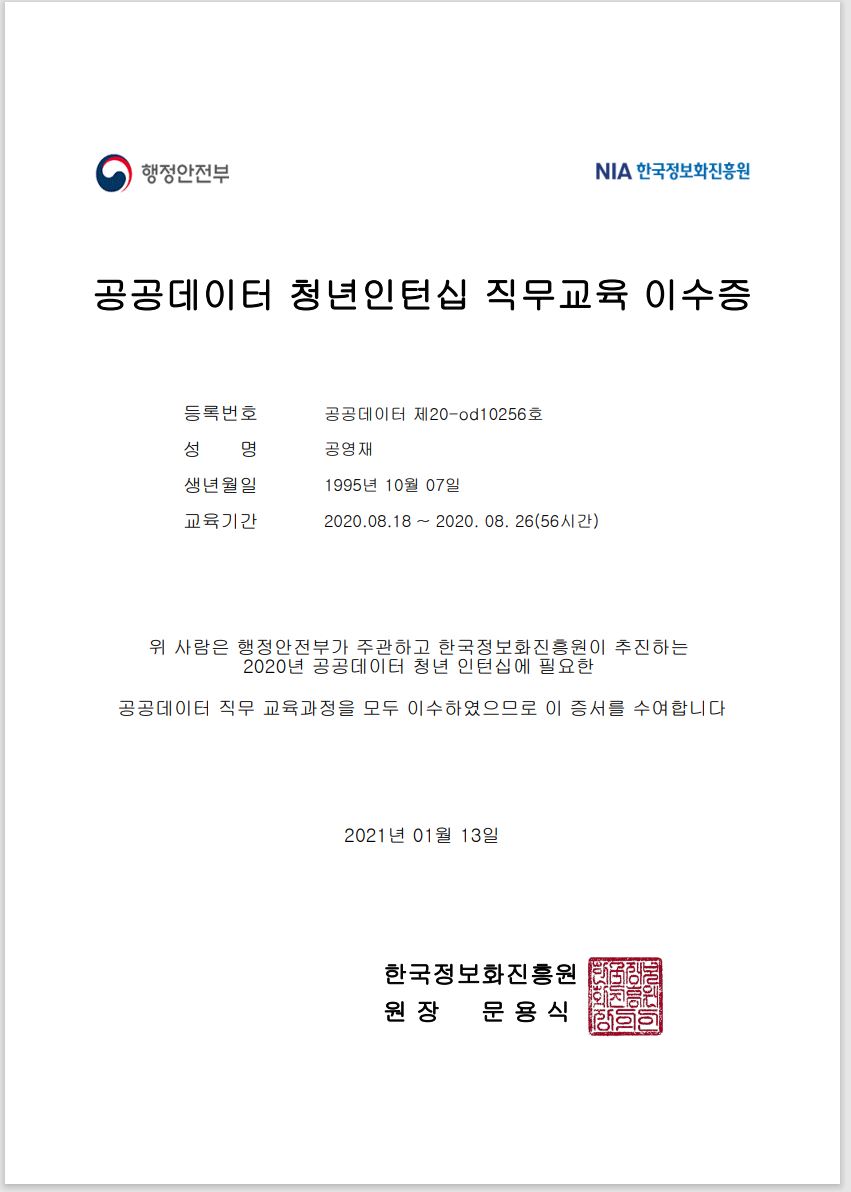 행정안전부
NIA 한국정보화진흥원
공공데이터 청년인턴십 직무교육 이수증
등록번호 공공데이터 제20-od10256호
성 명 공영재
생년월일 1995년 10월 07일
교육기간 2020.08.18 ~ 2020. 08. 26(56시간)
위 사람은 행정안전부가 주관하고 한국정보화진흥원이 추진하는
2020년 공공데이터 청년 인턴십에 필요한
공공데이터 직무 교육과정을 모두 이수하였으므로 이 증서를 수여합니다
2021년 01월 13일
한국정보화진흥원
원 장 문 용 식